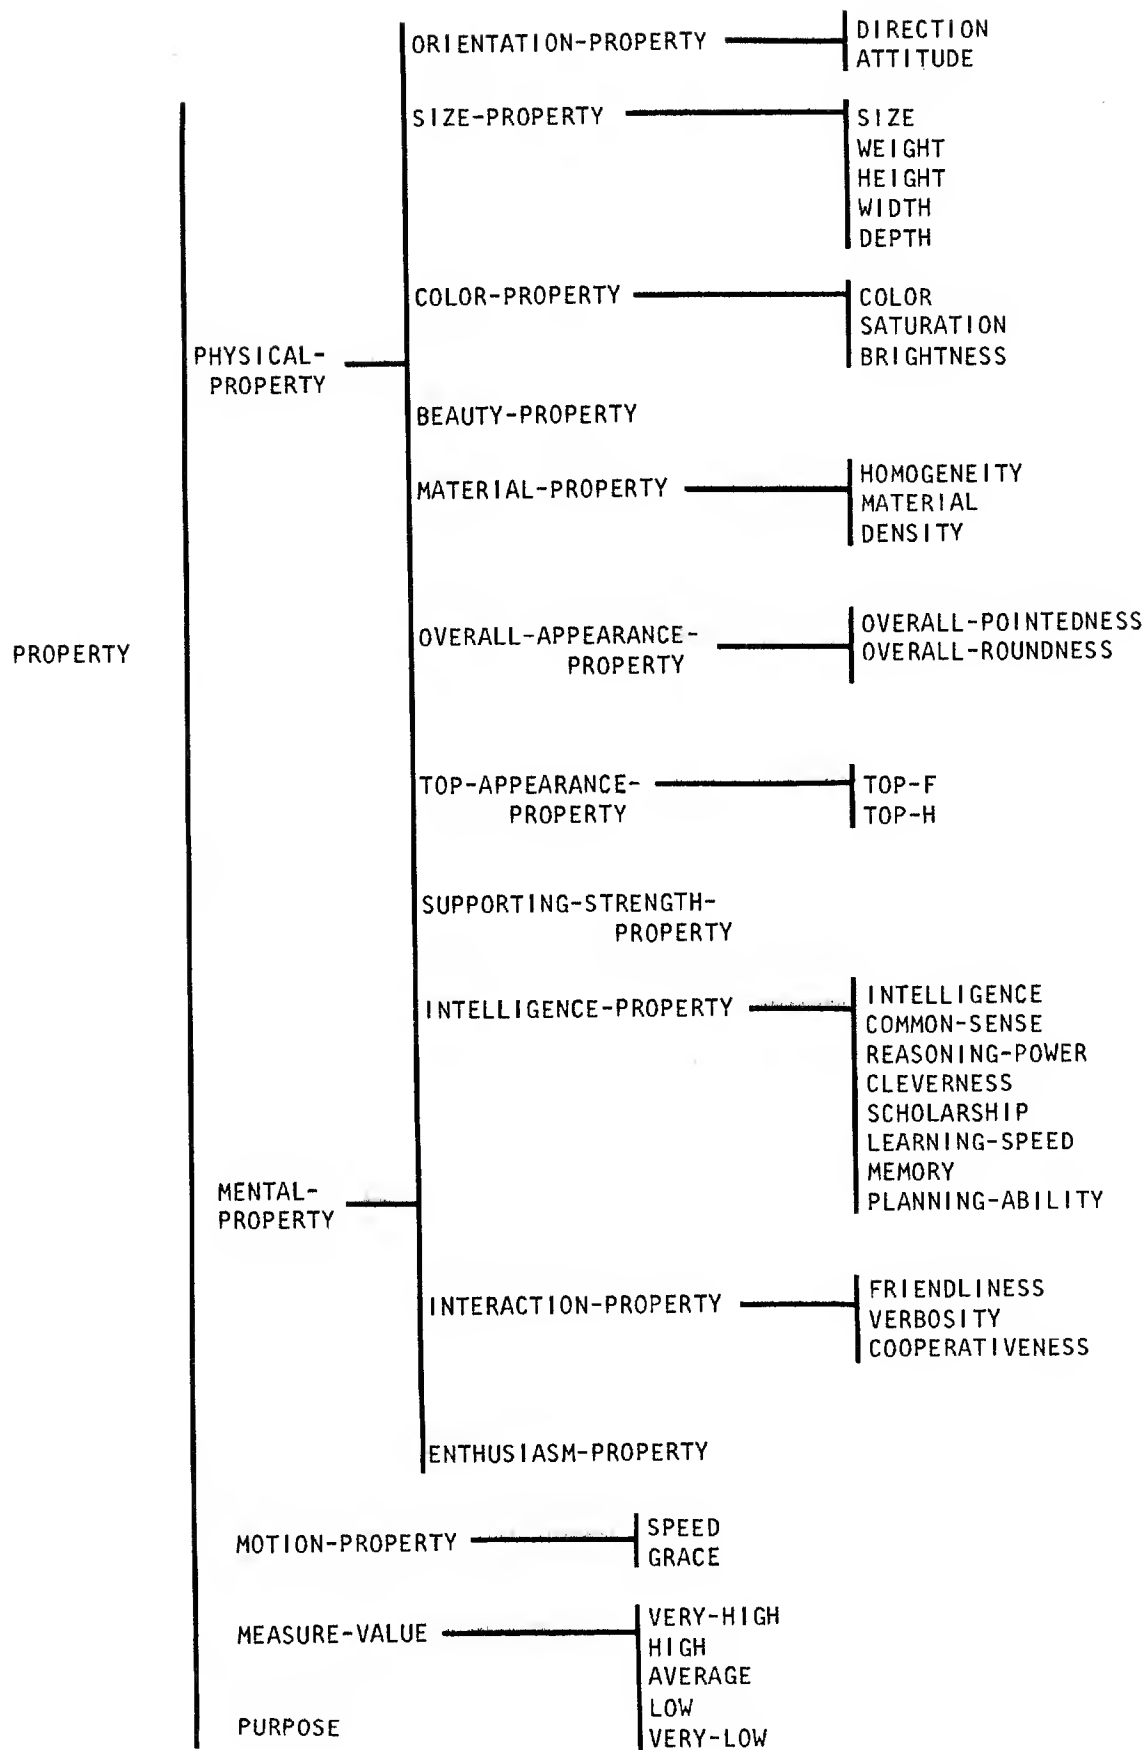 ORIENTATION-PROPERTY
DIRECTION
ATTITUDE
SIZE-PROPERTY
SIZE
WEIGHT
HEIGHT
WIDTH
DEPTH
COLOR-PROPERTY
COLOR
SATURATION
BRIGHTNESS
PHYSICAL-
PROPERTY
BEAUTY-PROPERTY
MATERIAL-PROPERTY
HOMOGENEITY
MATERIAL
DENSITY
PROPERTY
OVERALL-APPEARANCE-
PROPERTY
OVERALL-POINTEDNESS
OVERALL-ROUNDNESS
TOP-APPEARANCE-
PROPERTY
TOP-F
TOP-H
SUPPORTING-STRENGTH-
PROPERTY
INTELLIGENCE-PROPERTY
INTELLIGENCE
COMMON-SENSE
REASONING-POWER
CLEVERNESS
SCHOLARSHIP
LEARNING-SPEED
MEMORY
PLANNING-ABILITY
MENTAL-
PROPERTY
INTERACTION-PROPERTY
FRIENDLINESS
VERBOSITY
COOPERATIVENESS
ENTHUSIASM-PROPERTY
MOTION-PROPERTY
SPEED
GRACE
MEASURE-VALUE
VERY-HIGH
HIGH
AVERAGE
LOW
VERY-LOW
PURPOSE